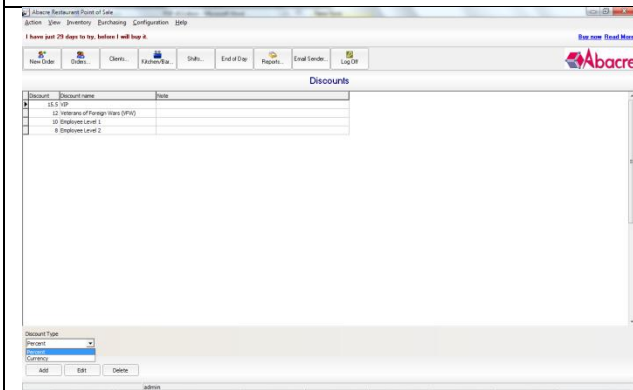 Abacre Restaurant Point of Sale
Action View Inventory Purchasing Configuration Help
I have just 29 days to try, before I will buy it. Buy now Read More
New Order Orders... Clients... Kitchen/Bar... Shifts... End of Day Reports... Email Sender... Log Off
Abacre
Discounts
Discount Discount name Note
15.5 VIP
12 Veterans of Foreign Wars (VFW)
10 Employee Level 1
8 Employee Level 2
Discount Type
Percent
Percent
Currency
Add Edit Delete
admin